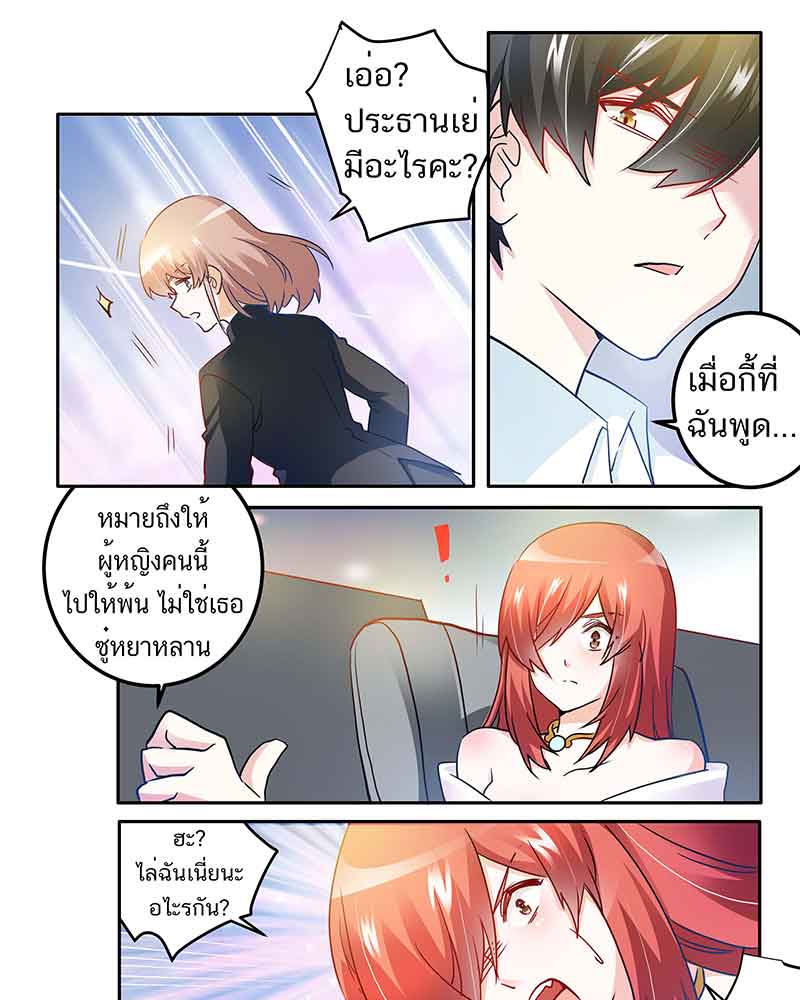 เอ่อ?
ประธานเย่
มีอะไรคะ?
เมื่อกี้ที่
ฉันพูด...
หมายถึงให้
ผู้หญิงคนนี้
ไปให้พ้น ไม่ใช่เธอ
ซู๋หยาหลาน
!
ฮะ?
ไล่ฉันเนี่ยนะ
อะไรกัน?